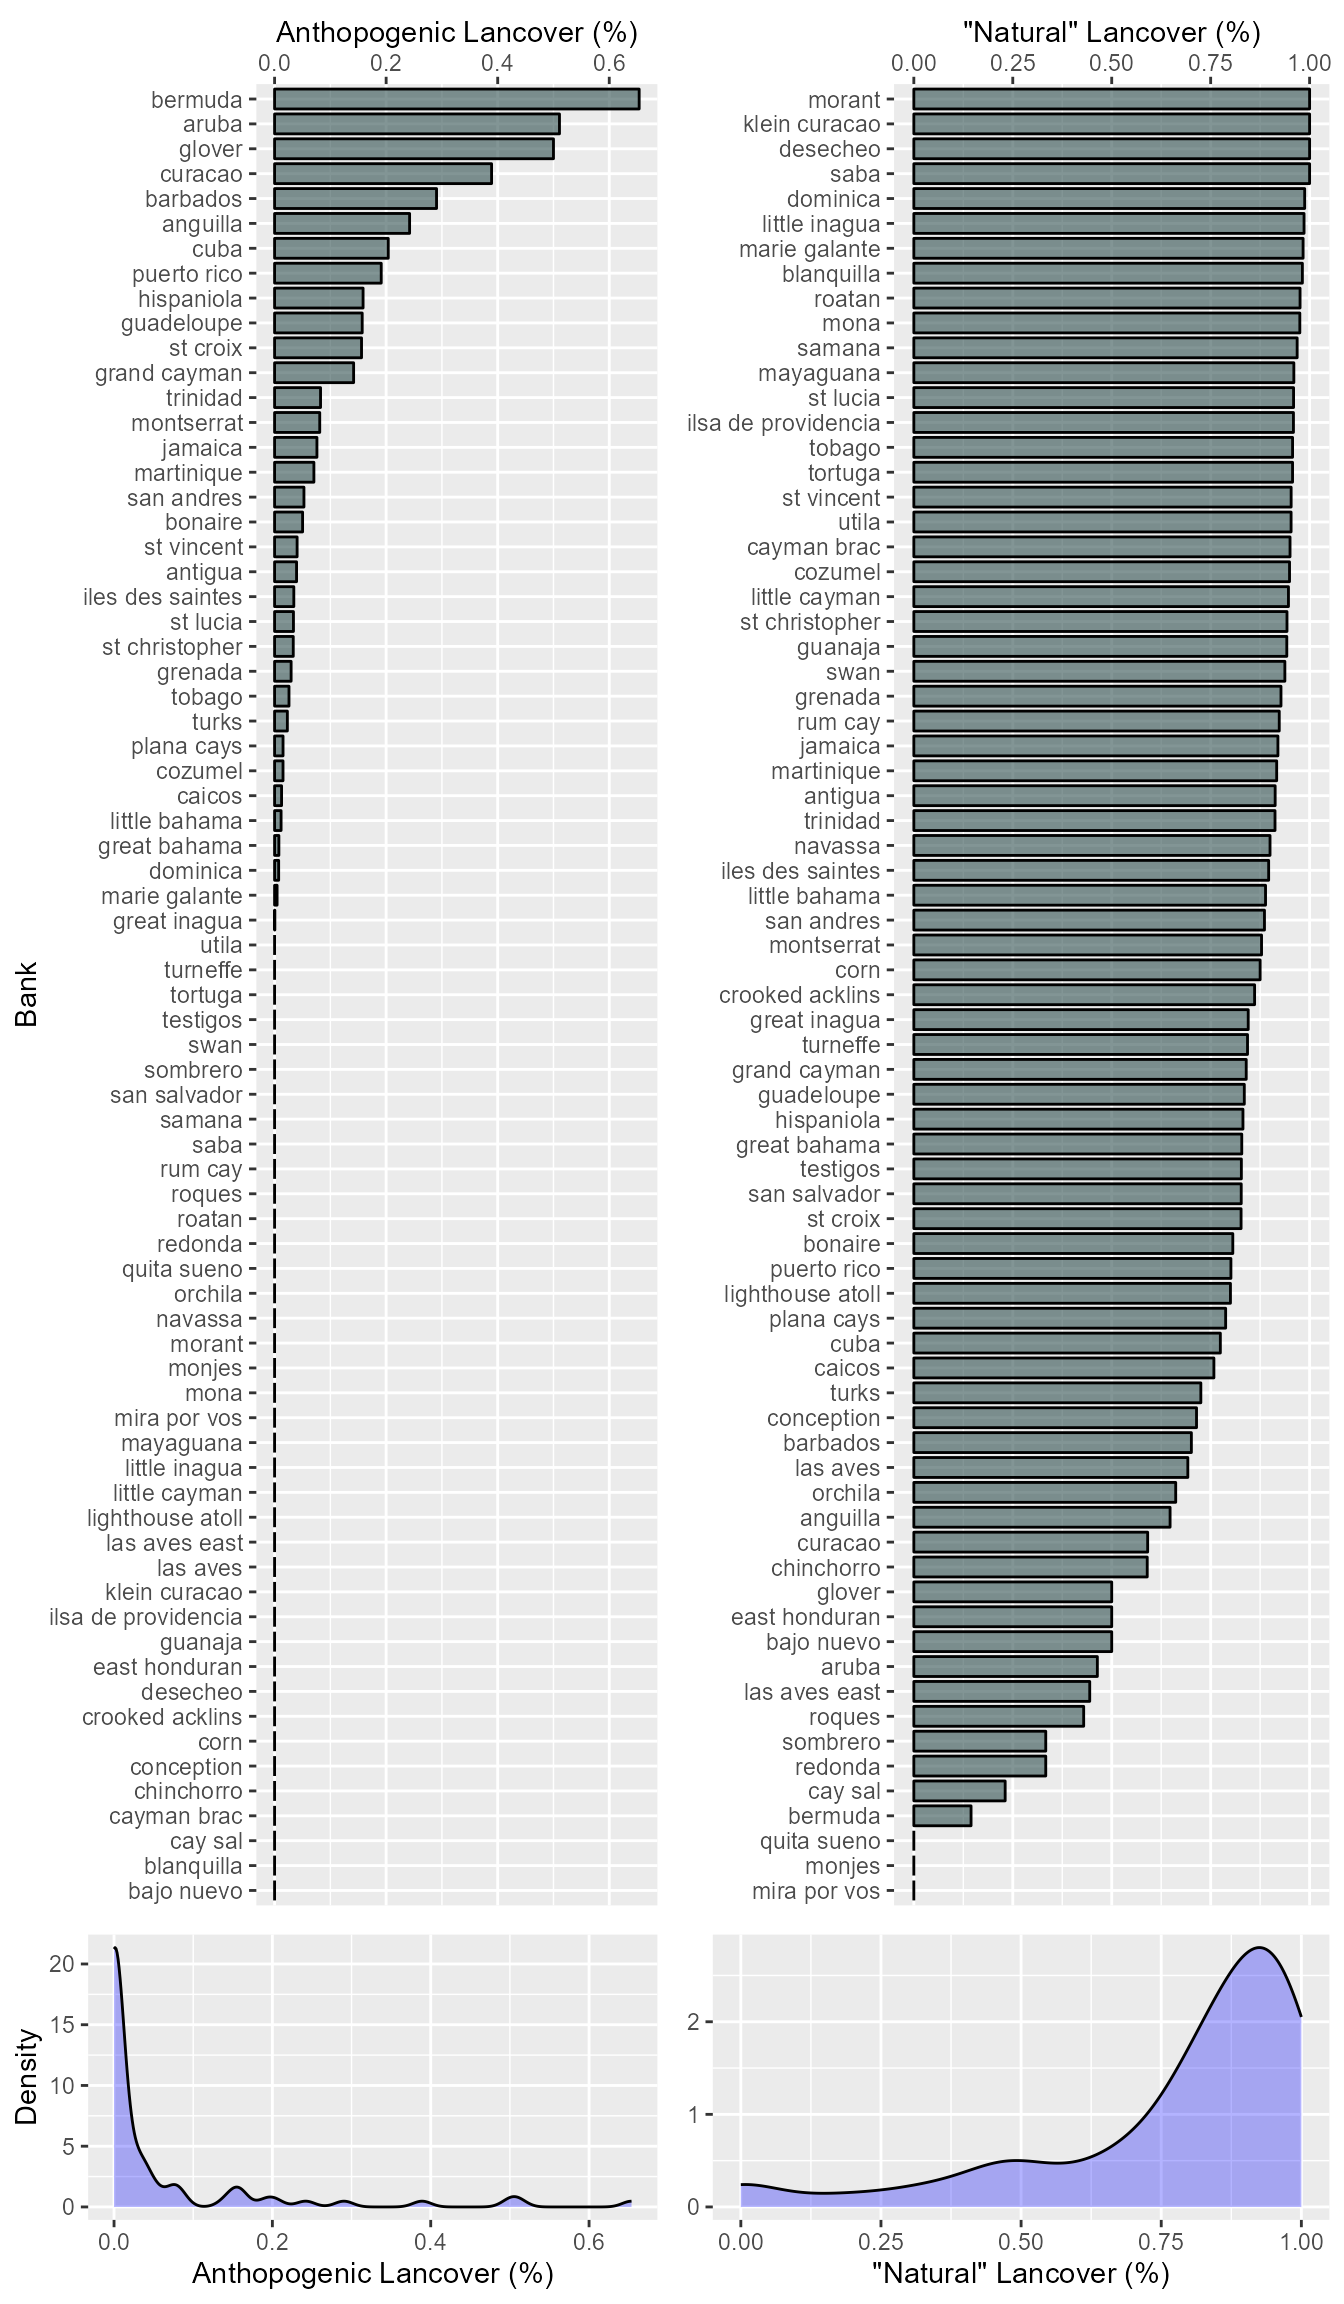 Anthopogenic Lancover (%)
0.0 0.2 0.4 0.6
bermuda
aruba
glover
curacao
barbados
anguilla
cuba
puerto rico
hispaniola
guadeloupe
st croix
grand cayman
trinidad
montserrat
jamaica
martinique
san andres
bonaire
st vincent
antigua
iles des saintes
st lucia
st christopher
grenada
tobago
turks
plana cays
cozumel
caicos
little bahama
great bahama
dominica
marie galante
great inagua
utila
turneffe
tortuga
testigos
swan
sombrero
san salvador
samana
saba
rum cay
roques
roatan
redonda
quita sueno
orchila
navassa
morant
monjes
mona
mira por vos
mayaguana
little inagua
little cayman
lighthouse atoll
las aves east
las aves
klein curacao
ilsa de providencia
guanaja
east honduran
desecheo
crooked acklins
corn
conception
chinchorro
cayman brac
cay sal
blanquilla
bajo nuevo
Bank
"Natural" Lancover (%)
0.00 0.25 0.50 0.75 1.00
morant
klein curacao
desecheo
saba
dominica
little inagua
marie galante
blanquilla
roatan
mona
samana
mayaguana
st lucia
ilsa de providencia
tobago
tortuga
st vincent
utila
cayman brac
cozumel
little cayman
st christopher
guanaja
swan
grenada
rum cay
jamaica
martinique
antigua
trinidad
navassa
iles des saintes
little bahama
san andres
montserrat
corn
crooked acklins
great inagua
turneffe
grand cayman
guadeloupe
hispaniola
great bahama
testigos
san salvador
st croix
bonaire
puerto rico
lighthouse atoll
plana cays
cuba
caicos
turks
conception
barbados
las aves
orchila
anguilla
curacao
chinchorro
glover
east honduran
bajo nuevo
aruba
las aves east
roques
sombrero
redonda
cay sal
bermuda
quita sueno
monjes
mira por vos
20
15
10
5
0
Density
0.0 0.2 0.4 0.6
Anthopogenic Lancover (%)
2
1
0
0.00 0.25 0.50 0.75 1.00
"Natural" Lancover (%)